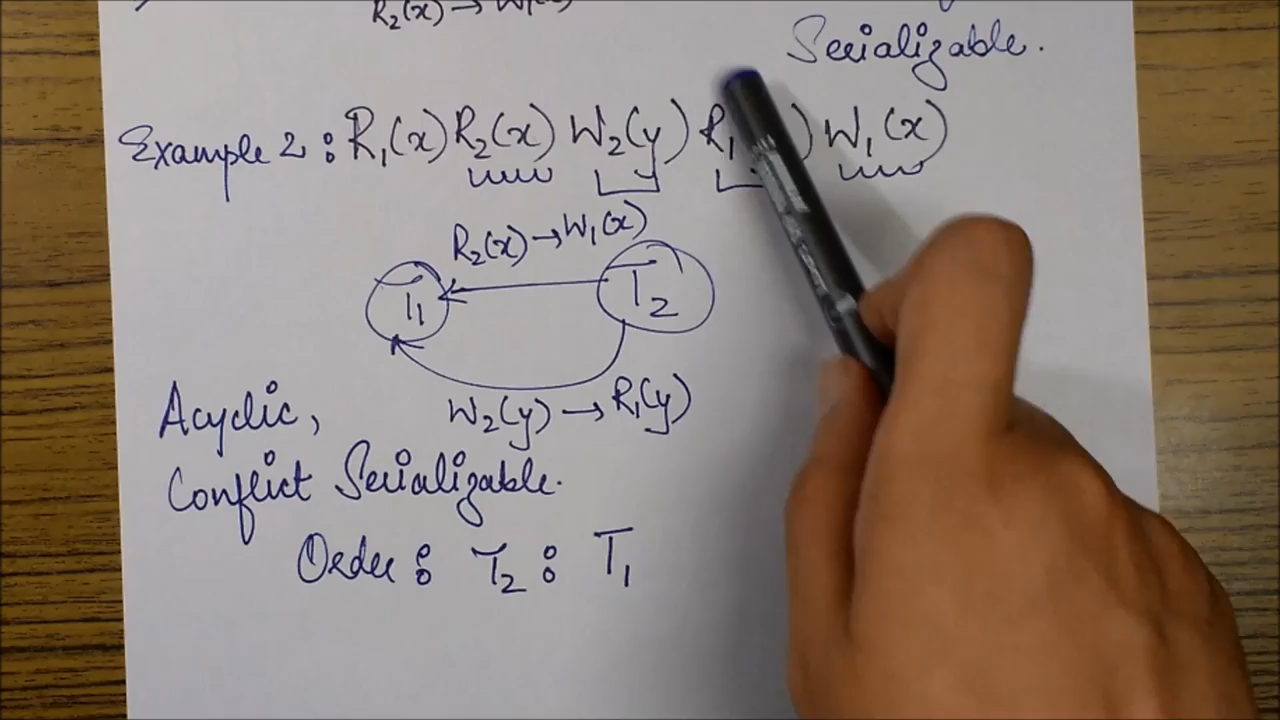 R₂(x) →
Serializable.
Example 2 : R₁(x) R₂(x) W₂(y) R₁ ) W₁(x)
R₂(x) → W₁(x)
T₁ T₂
W₂(y) → R₁(y)
Acyclic,
Conflict Serializable.
Order : T₂ : T₁